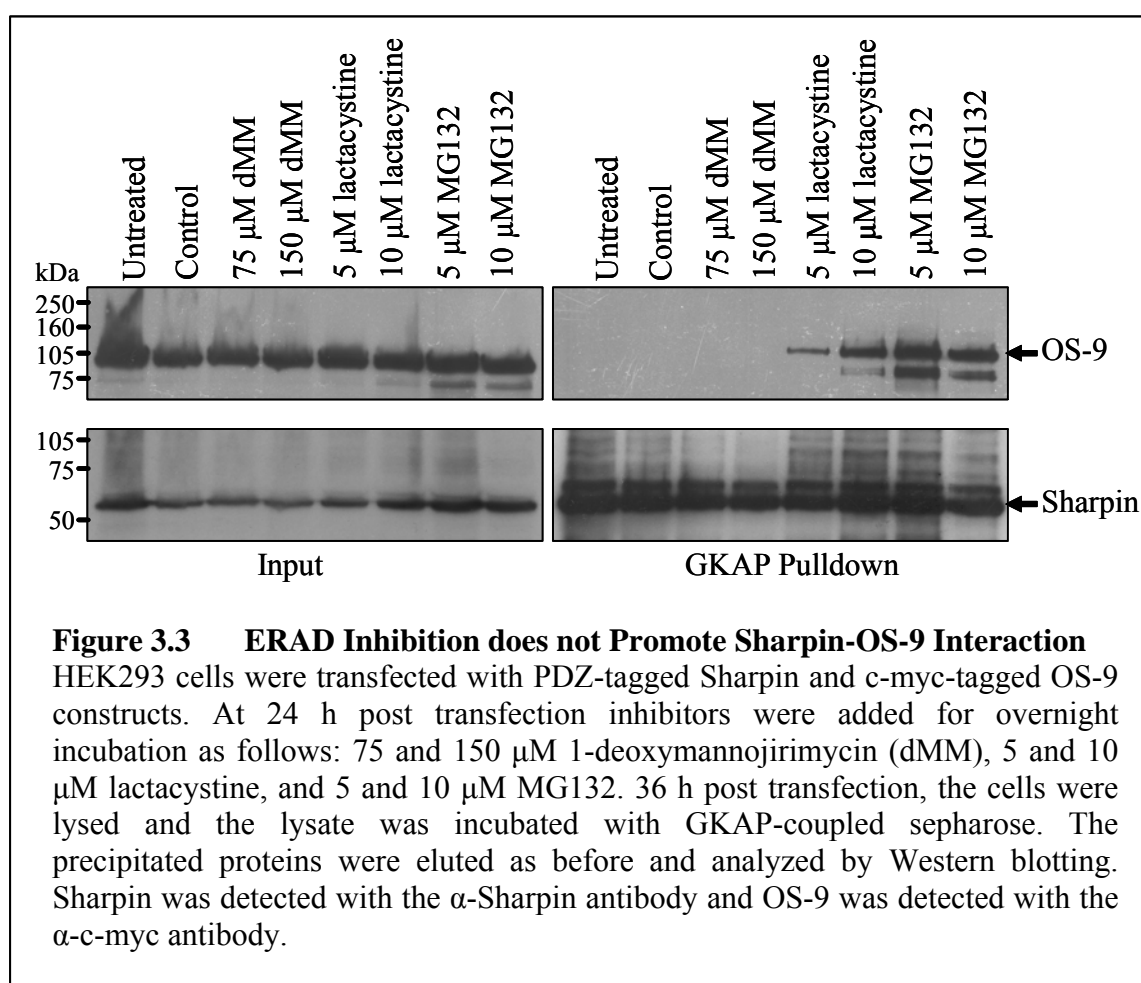 Untreated
Control
75 μM dMM
150 μM dMM
5 μM lactacystine
10 μM lactacystine
5 μM MG132
10 μM MG132
Untreated
Control
75 μM dMM
150 μM dMM
5 μM lactacystine
10 μM lactacystine
5 μM MG132
10 μM MG132
kDa
250
160
105
75
OS-9
105
75
50
Sharpin
Input
GKAP Pulldown
Figure 3.3 ERAD Inhibition does not Promote Sharpin-OS-9 Interaction
HEK293 cells were transfected with PDZ-tagged Sharpin and c-myc-tagged OS-9
constructs. At 24 h post transfection inhibitors were added for overnight
incubation as follows: 75 and 150 μM 1-deoxymannojirimycin (dMM), 5 and 10
μM lactacystine, and 5 and 10 μM MG132. 36 h post transfection, the cells were
lysed and the lysate was incubated with GKAP-coupled sepharose. The
precipitated proteins were eluted as before and analyzed by Western blotting.
Sharpin was detected with the α-Sharpin antibody and OS-9 was detected with the
α-c-myc antibody.